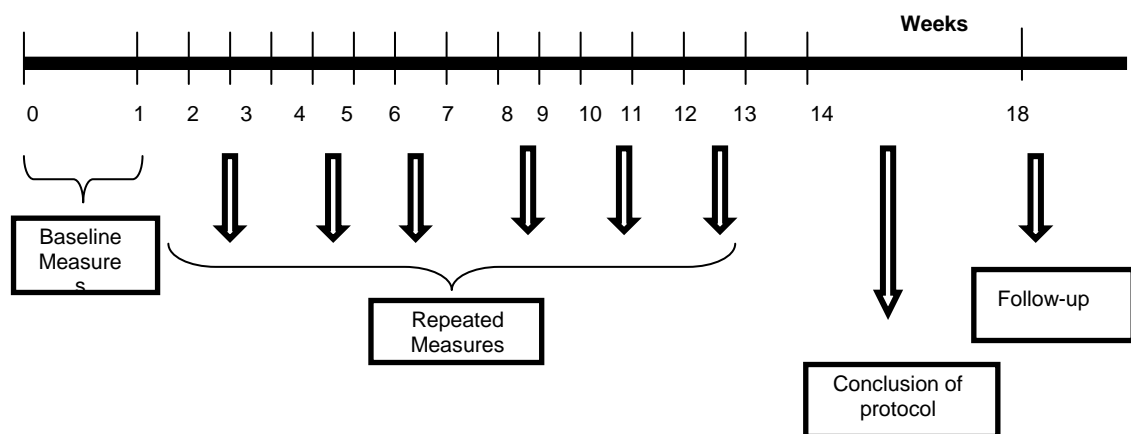 Weeks
0 1 2 3 4 5 6 7 8 9 10 11 12 13 14 18
Baseline
Measure
s
Repeated
Measures
Follow-up
Conclusion of
protocol